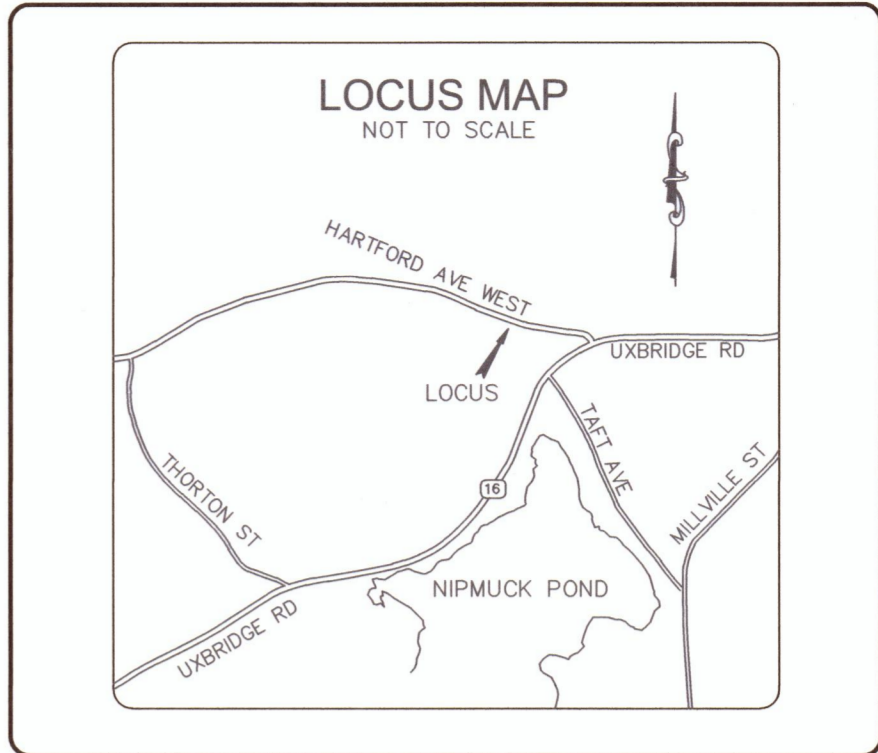 LOCUS MAP
NOT TO SCALE
HARTFORD AVE WEST
UXBRIDGE RD
LOCUS
TAFT AVE
MILLVILLE ST
16
THORTON ST
NIPMUCK POND
UXBRIDGE RD